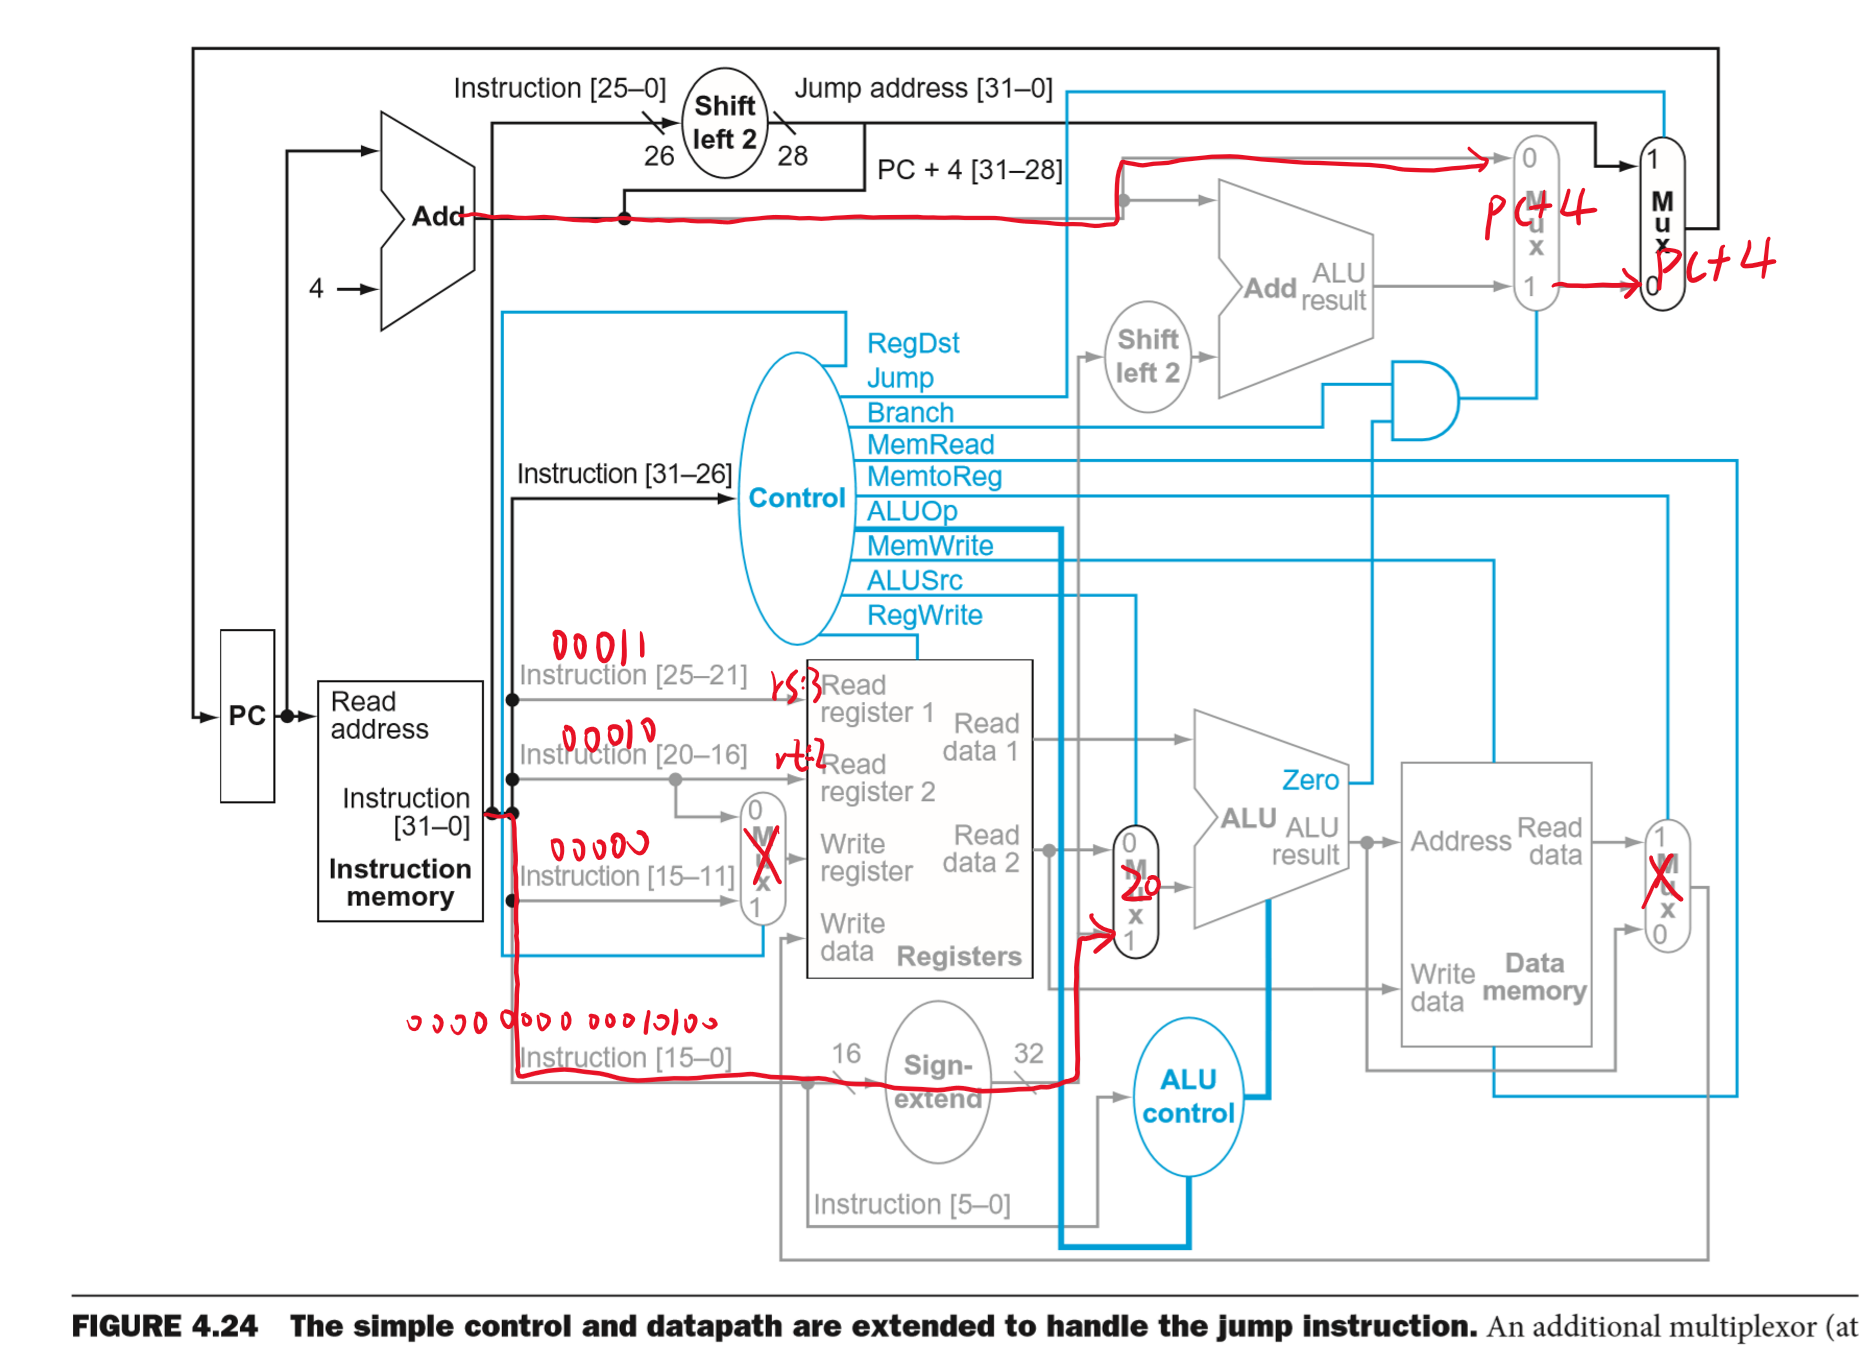 Instruction [25–0]
Shift left 2
Jump address [31–0]
26
28
PC + 4 [31–28]
Add
4
0
M
u
x
1
pc+4
1
M
u
x
0
pc+4
Add
ALU result
Shift left 2
RegDst
Jump
Branch
MemRead
MemtoReg
ALUOp
MemWrite
ALUSrc
RegWrite
Instruction [31–26]
Control
PC
Read address
Instruction [31–0]
Instruction memory
00011
Instruction [25–21]
rs:3
00010
Instruction [20–16]
rt:2
00000
Instruction [15–11]
0
M
u
x
1
X
Read register 1
Read register 2
Write register
Write data
Read data 1
Read data 2
Registers
0
M
u
x
1
20
Zero
ALU
ALU result
Address
Read data
Write data
Data memory
1
M
u
x
0
X
0000 0000 00010100
Instruction [15–0]
16
Sign-extend
32
ALU control
Instruction [5–0]
FIGURE 4.24 The simple control and datapath are extended to handle the jump instruction. An additional multiplexor (at